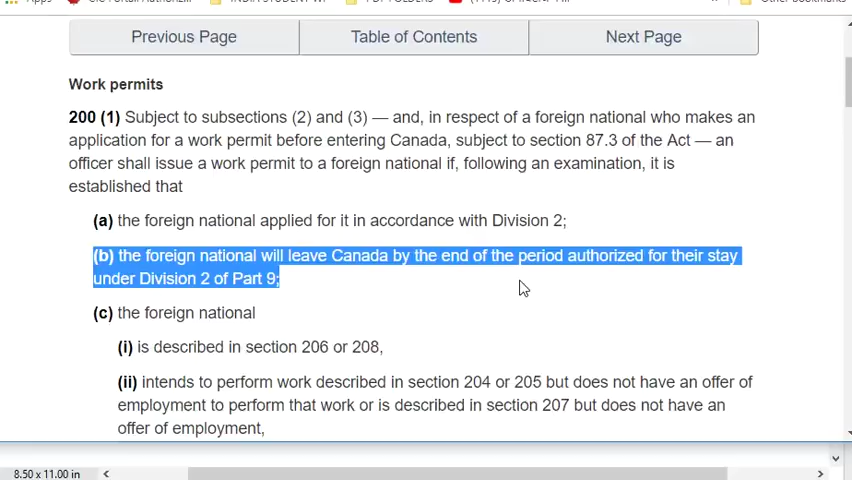 Previous Page Table of Contents Next Page
Work permits
200 (1) Subject to subsections (2) and (3) — and, in respect of a foreign national who makes an
application for a work permit before entering Canada, subject to section 87.3 of the Act — an
officer shall issue a work permit to a foreign national if, following an examination, it is
established that
(a) the foreign national applied for it in accordance with Division 2;
(b) the foreign national will leave Canada by the end of the period authorized for their stay
under Division 2 of Part 9;
(c) the foreign national
(i) is described in section 206 or 208,
(ii) intends to perform work described in section 204 or 205 but does not have an offer of
employment to perform that work or is described in section 207 but does not have an
offer of employment,
8.50 x 11.00 in